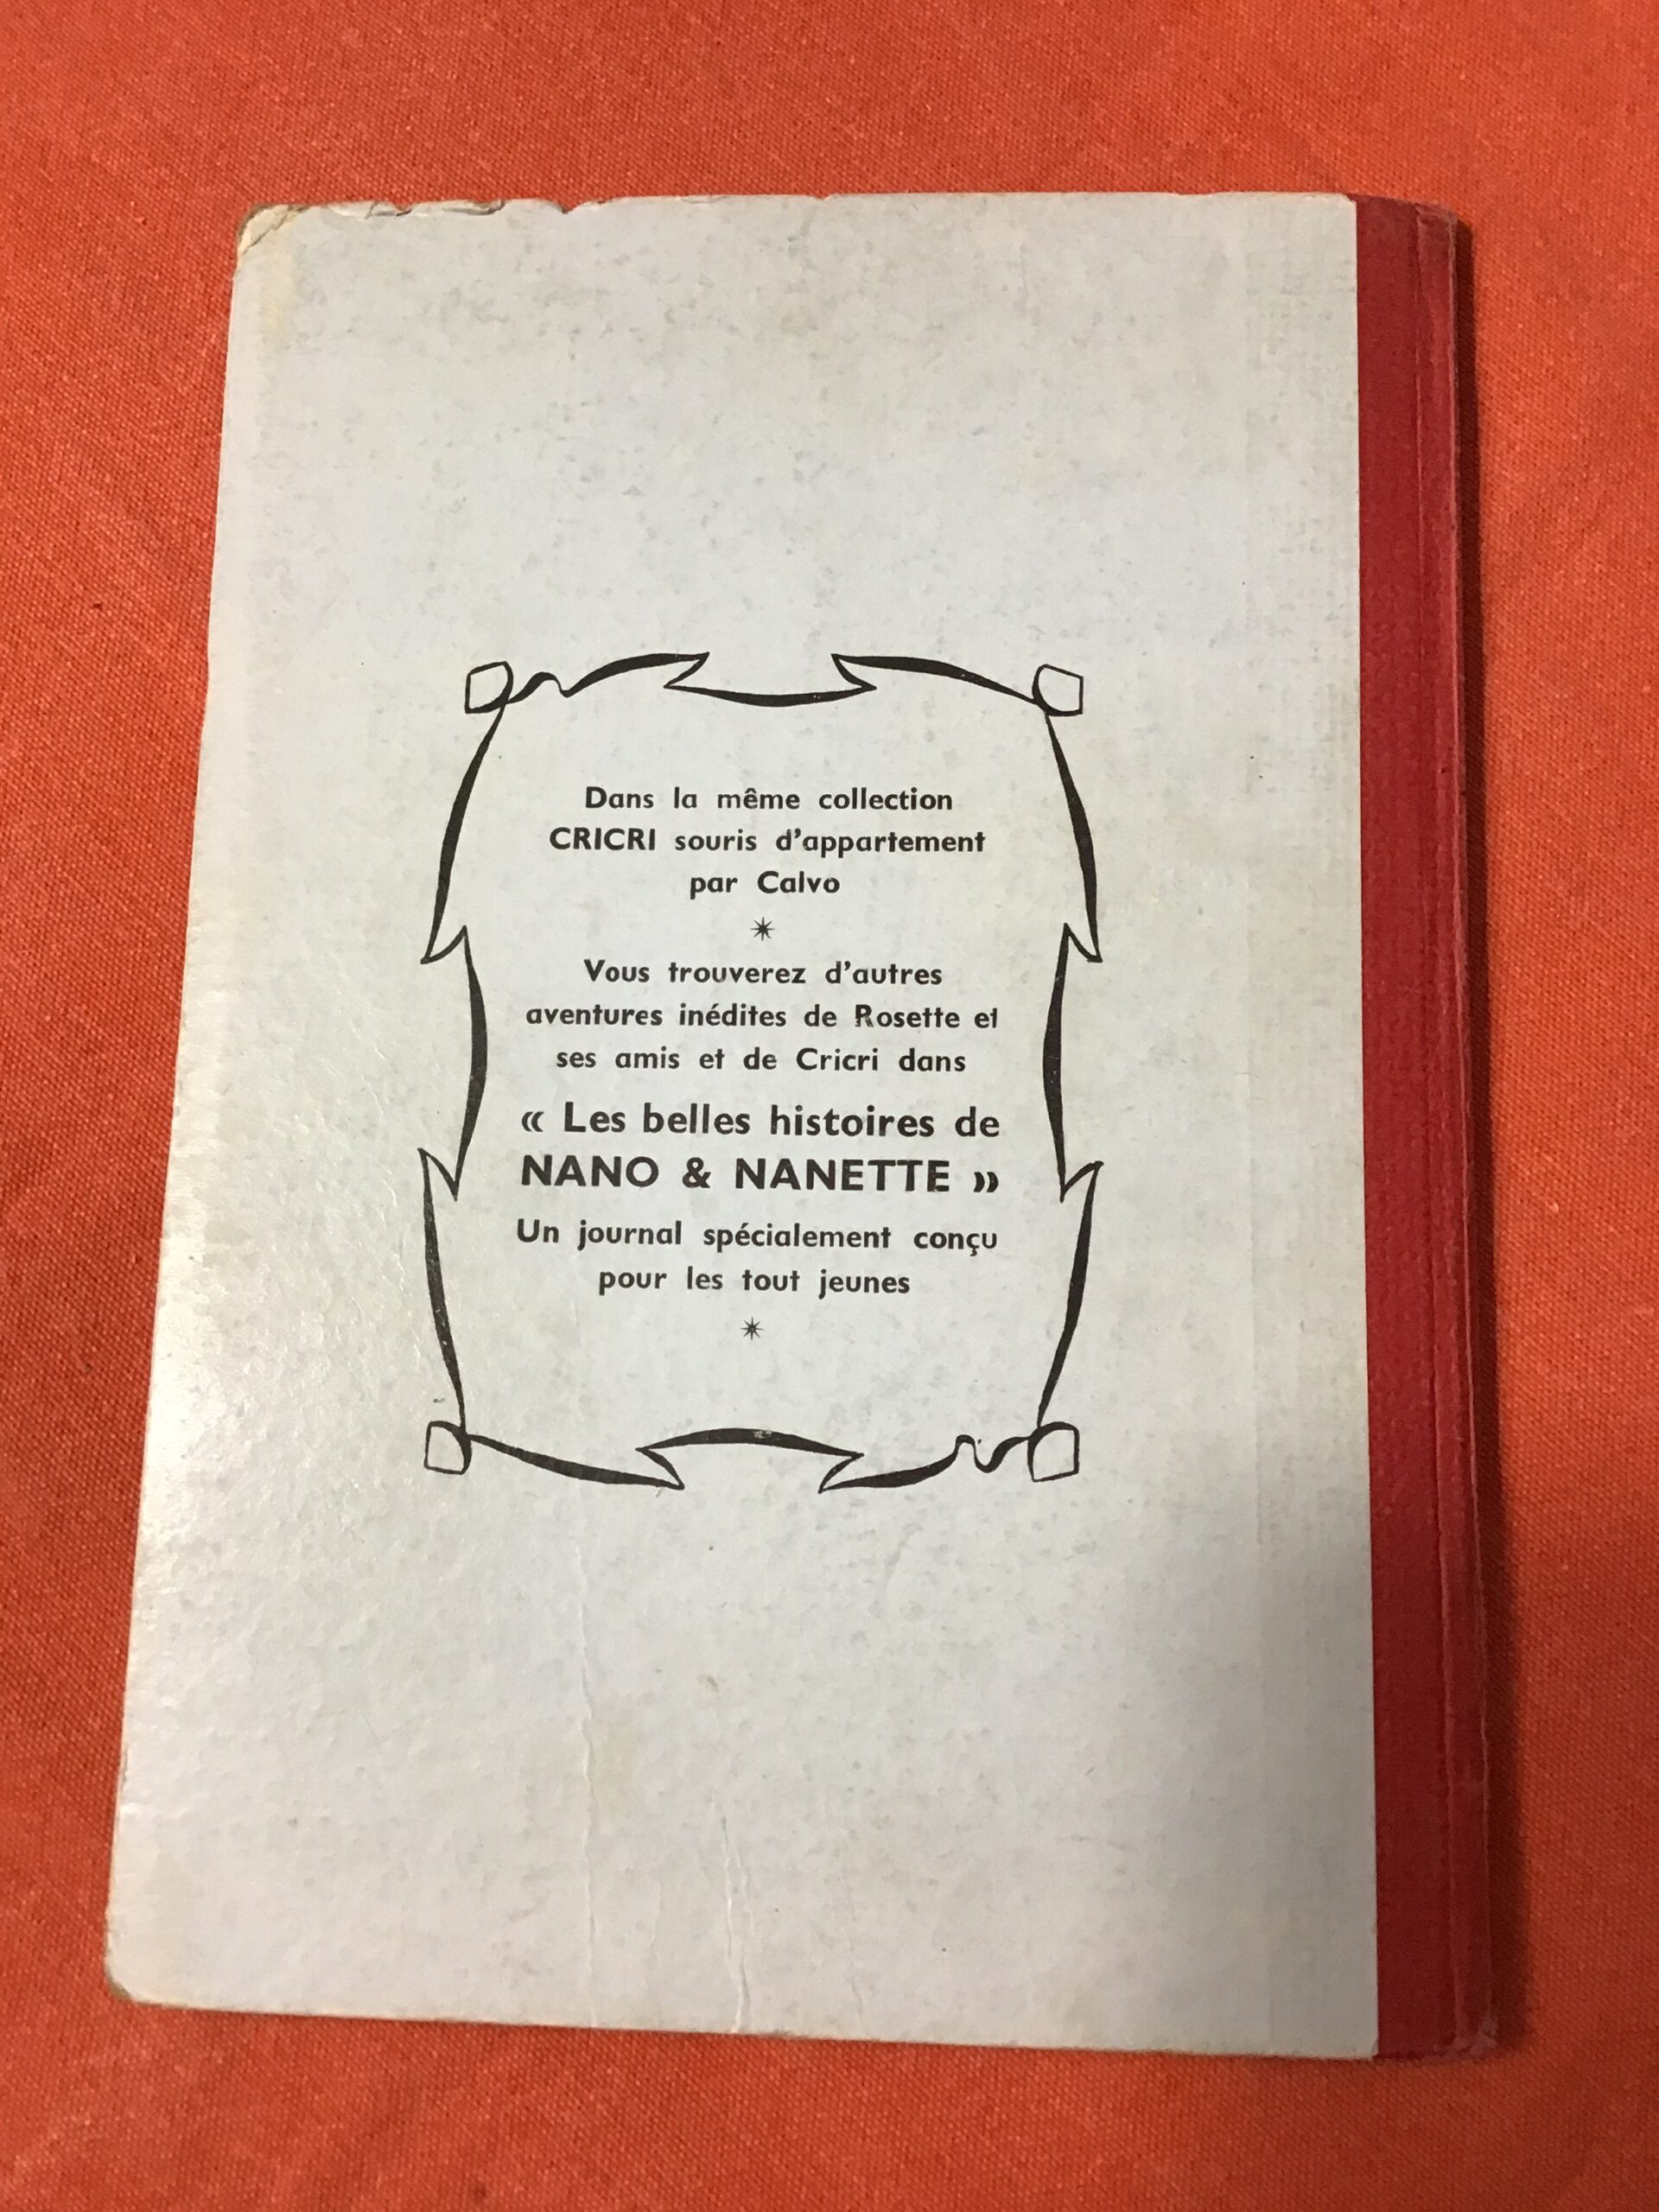 Dans la même collection
CRICRI souris d'appartement
par Calvo
Vous trouverez d'autres
aventures inédites de Rosette et
ses amis et de Cricri dans
« Les belles histoires de
NANO & NANETTE »
Un journal spécialement conçu
pour les tout jeunes